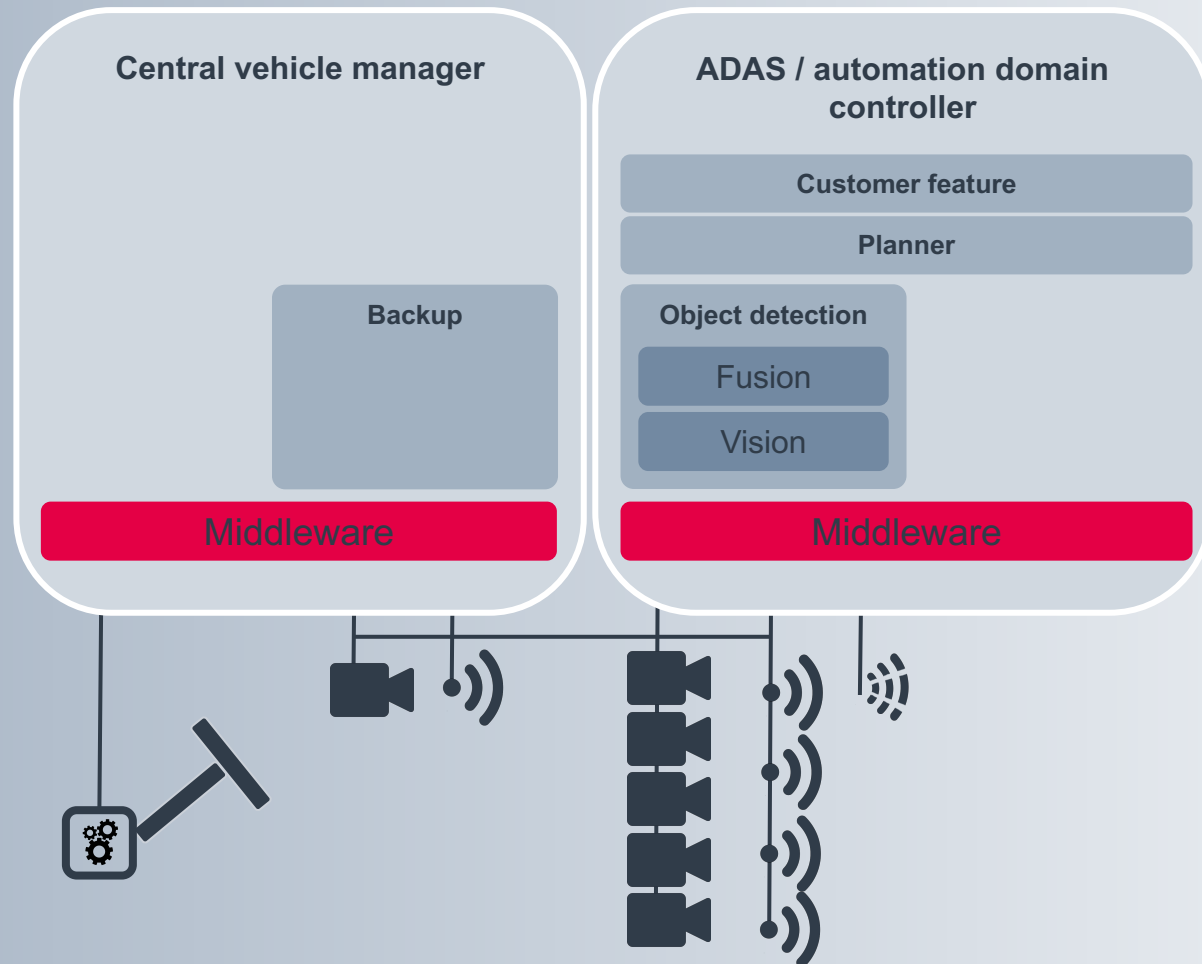 Central vehicle manager
Backup
Middleware
ADAS / automation domain
controller
Customer feature
Planner
Object detection
Fusion
Vision
Middleware